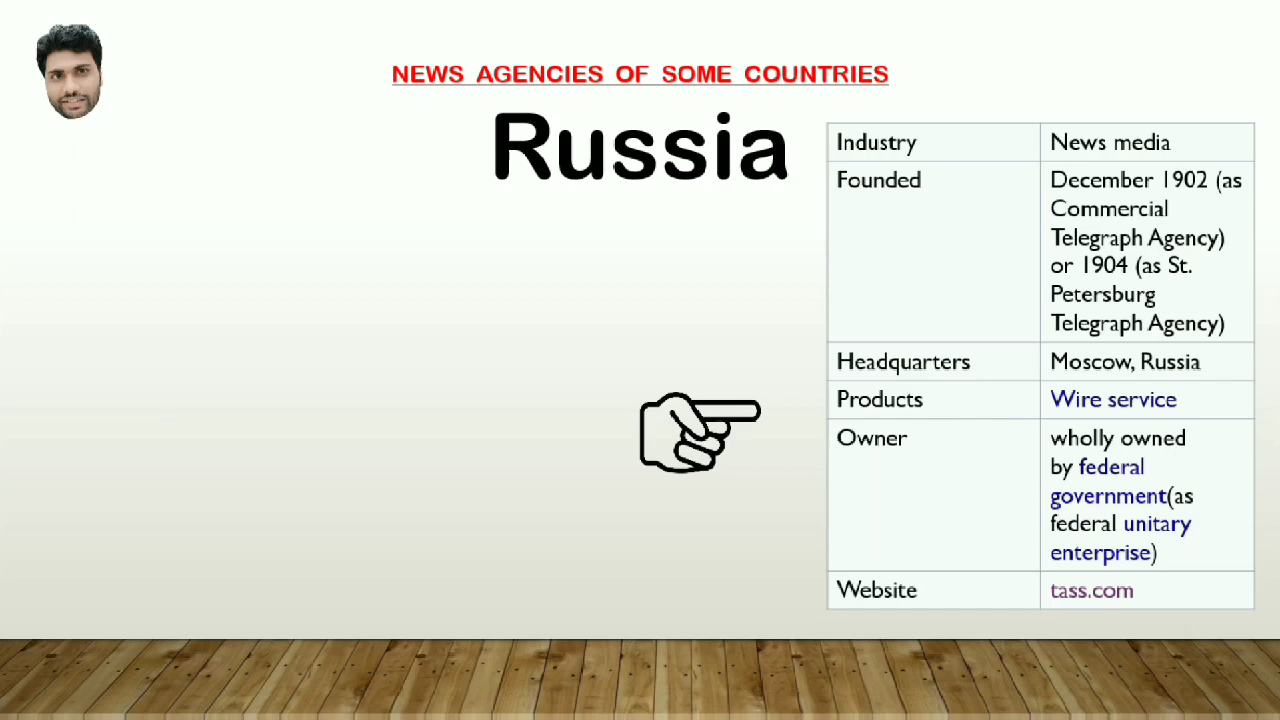 NEWS AGENCIES OF SOME COUNTRIES
Russia
Industry
News media
Founded
December 1902 (as
Commercial
Telegraph Agency)
or 1904 (as St.
Petersburg
Telegraph Agency)
Headquarters
Moscow, Russia
Products
Wire service
Owner
wholly owned
by federal
government(as
federal unitary
enterprise)
Website
tass.com